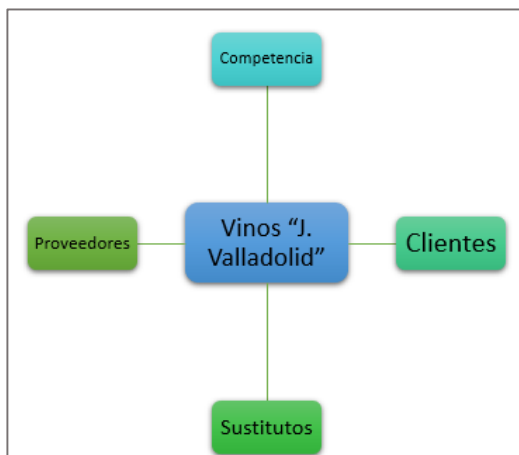 Competencia
Proveedores
Vinos “J.
Valladolid”
Clientes
Sustitutos